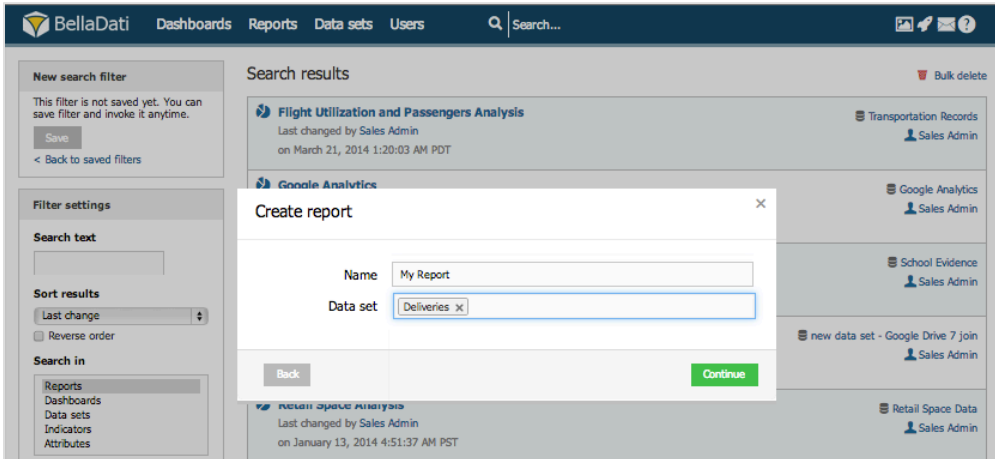 BellaDati Dashboards Reports Data sets Users Search...
New search filter
This filter is not saved yet. You can
save filter and invoke it anytime.
Save
< Back to saved filters
Filter settings
Search text
Sort results
Last change
Reverse order
Search in
Reports
Dashboards
Data sets
Indicators
Attributes
Search results
Bulk delete
Flight Utilization and Passengers Analysis
Last changed by Sales Admin
on March 21, 2014 1:20:03 AM PDT
Transportation Records
Sales Admin
Google Analytics
Google Analytics
Sales Admin
School Evidence
Sales Admin
new data set - Google Drive 7 join
Sales Admin
Retail Space Analysis
Last changed by Sales Admin
on January 13, 2014 4:51:37 AM PST
Retail Space Data
Sales Admin
Create report
×
Name My Report
Data set Deliveries x
Back
Continue